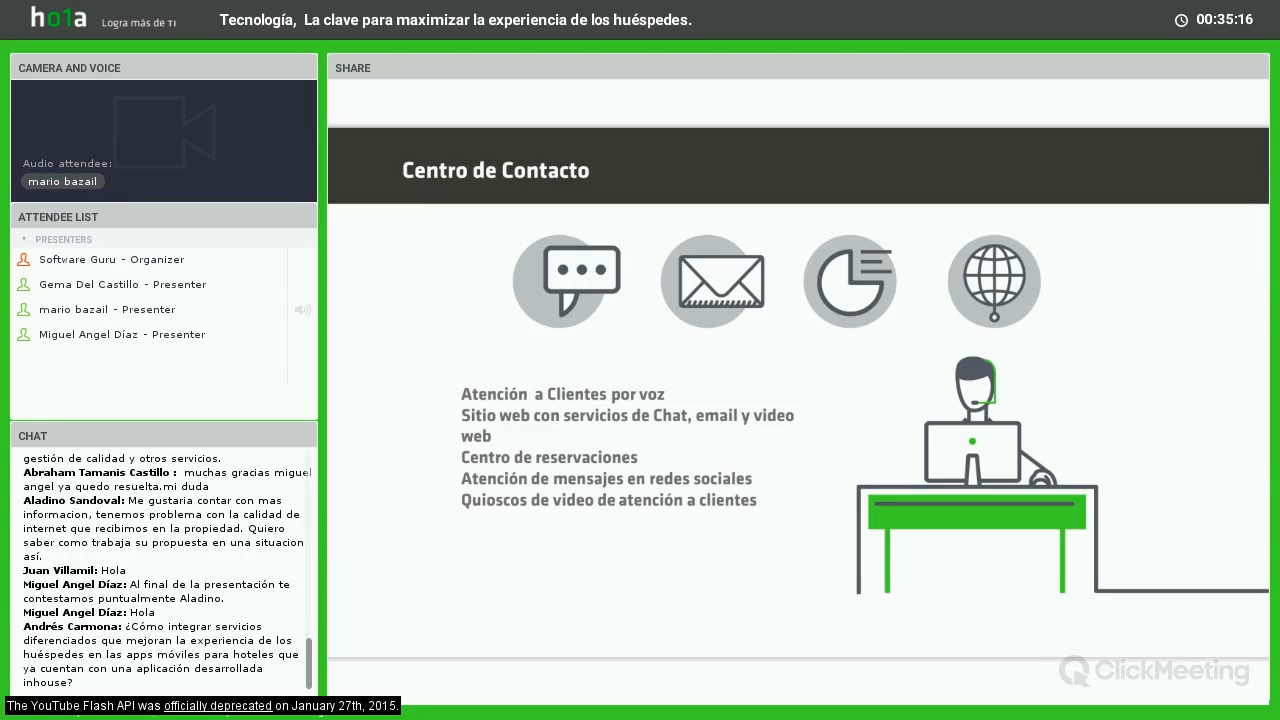 ho1a Logra más de TI
Tecnología, La clave para maximizar la experiencia de los huéspedes.
00:35:16
CAMERA AND VOICE
Audio attendee:
mario bazail
ATTENDEE LIST
PRESENTERS
Software Guru - Organizer
Gema Del Castillo - Presenter
mario bazail - Presenter
Miguel Angel Díaz - Presenter
CHAT
gestión de calidad y otros servicios.
Abraham Tamanis Castillo : muchas gracias miguel
angel ya quedo resuelta.mi duda
Aladino Sandoval: Me gustaria contar con mas
informacion, tenemos problema con la calidad de
internet que recibimos en la propiedad. Quiero
saber como trabaja su propuesta en una situacion
así.
Juan Villamil: Hola
Miguel Angel Díaz: Al final de la presentación te
contestamos puntualmente Aladino.
Miguel Angel Díaz: Hola
Andrés Carmona: ¿Cómo integrar servicios
diferenciados que mejoran la experiencia de los
huéspedes en las apps móviles para hoteles que
ya cuentan con una aplicación desarrollada
inhouse?
The YouTube Flash API was officially deprecated on January 27th, 2015.
SHARE
Centro de Contacto
Atención a Clientes por voz
Sitio web con servicios de Chat, email y video
web
Centro de reservaciones
Atención de mensajes en redes sociales
Quioscos de video de atención a clientes
ClickMeeting